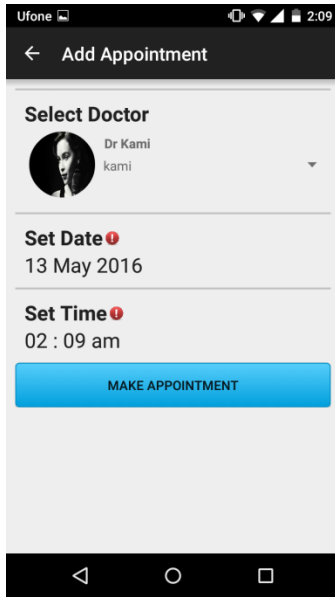 Ufone 2:09
Add Appointment
Select Doctor
Dr Kami
kami
Set Date
13 May 2016
Set Time
02 : 09 am
MAKE APPOINTMENT